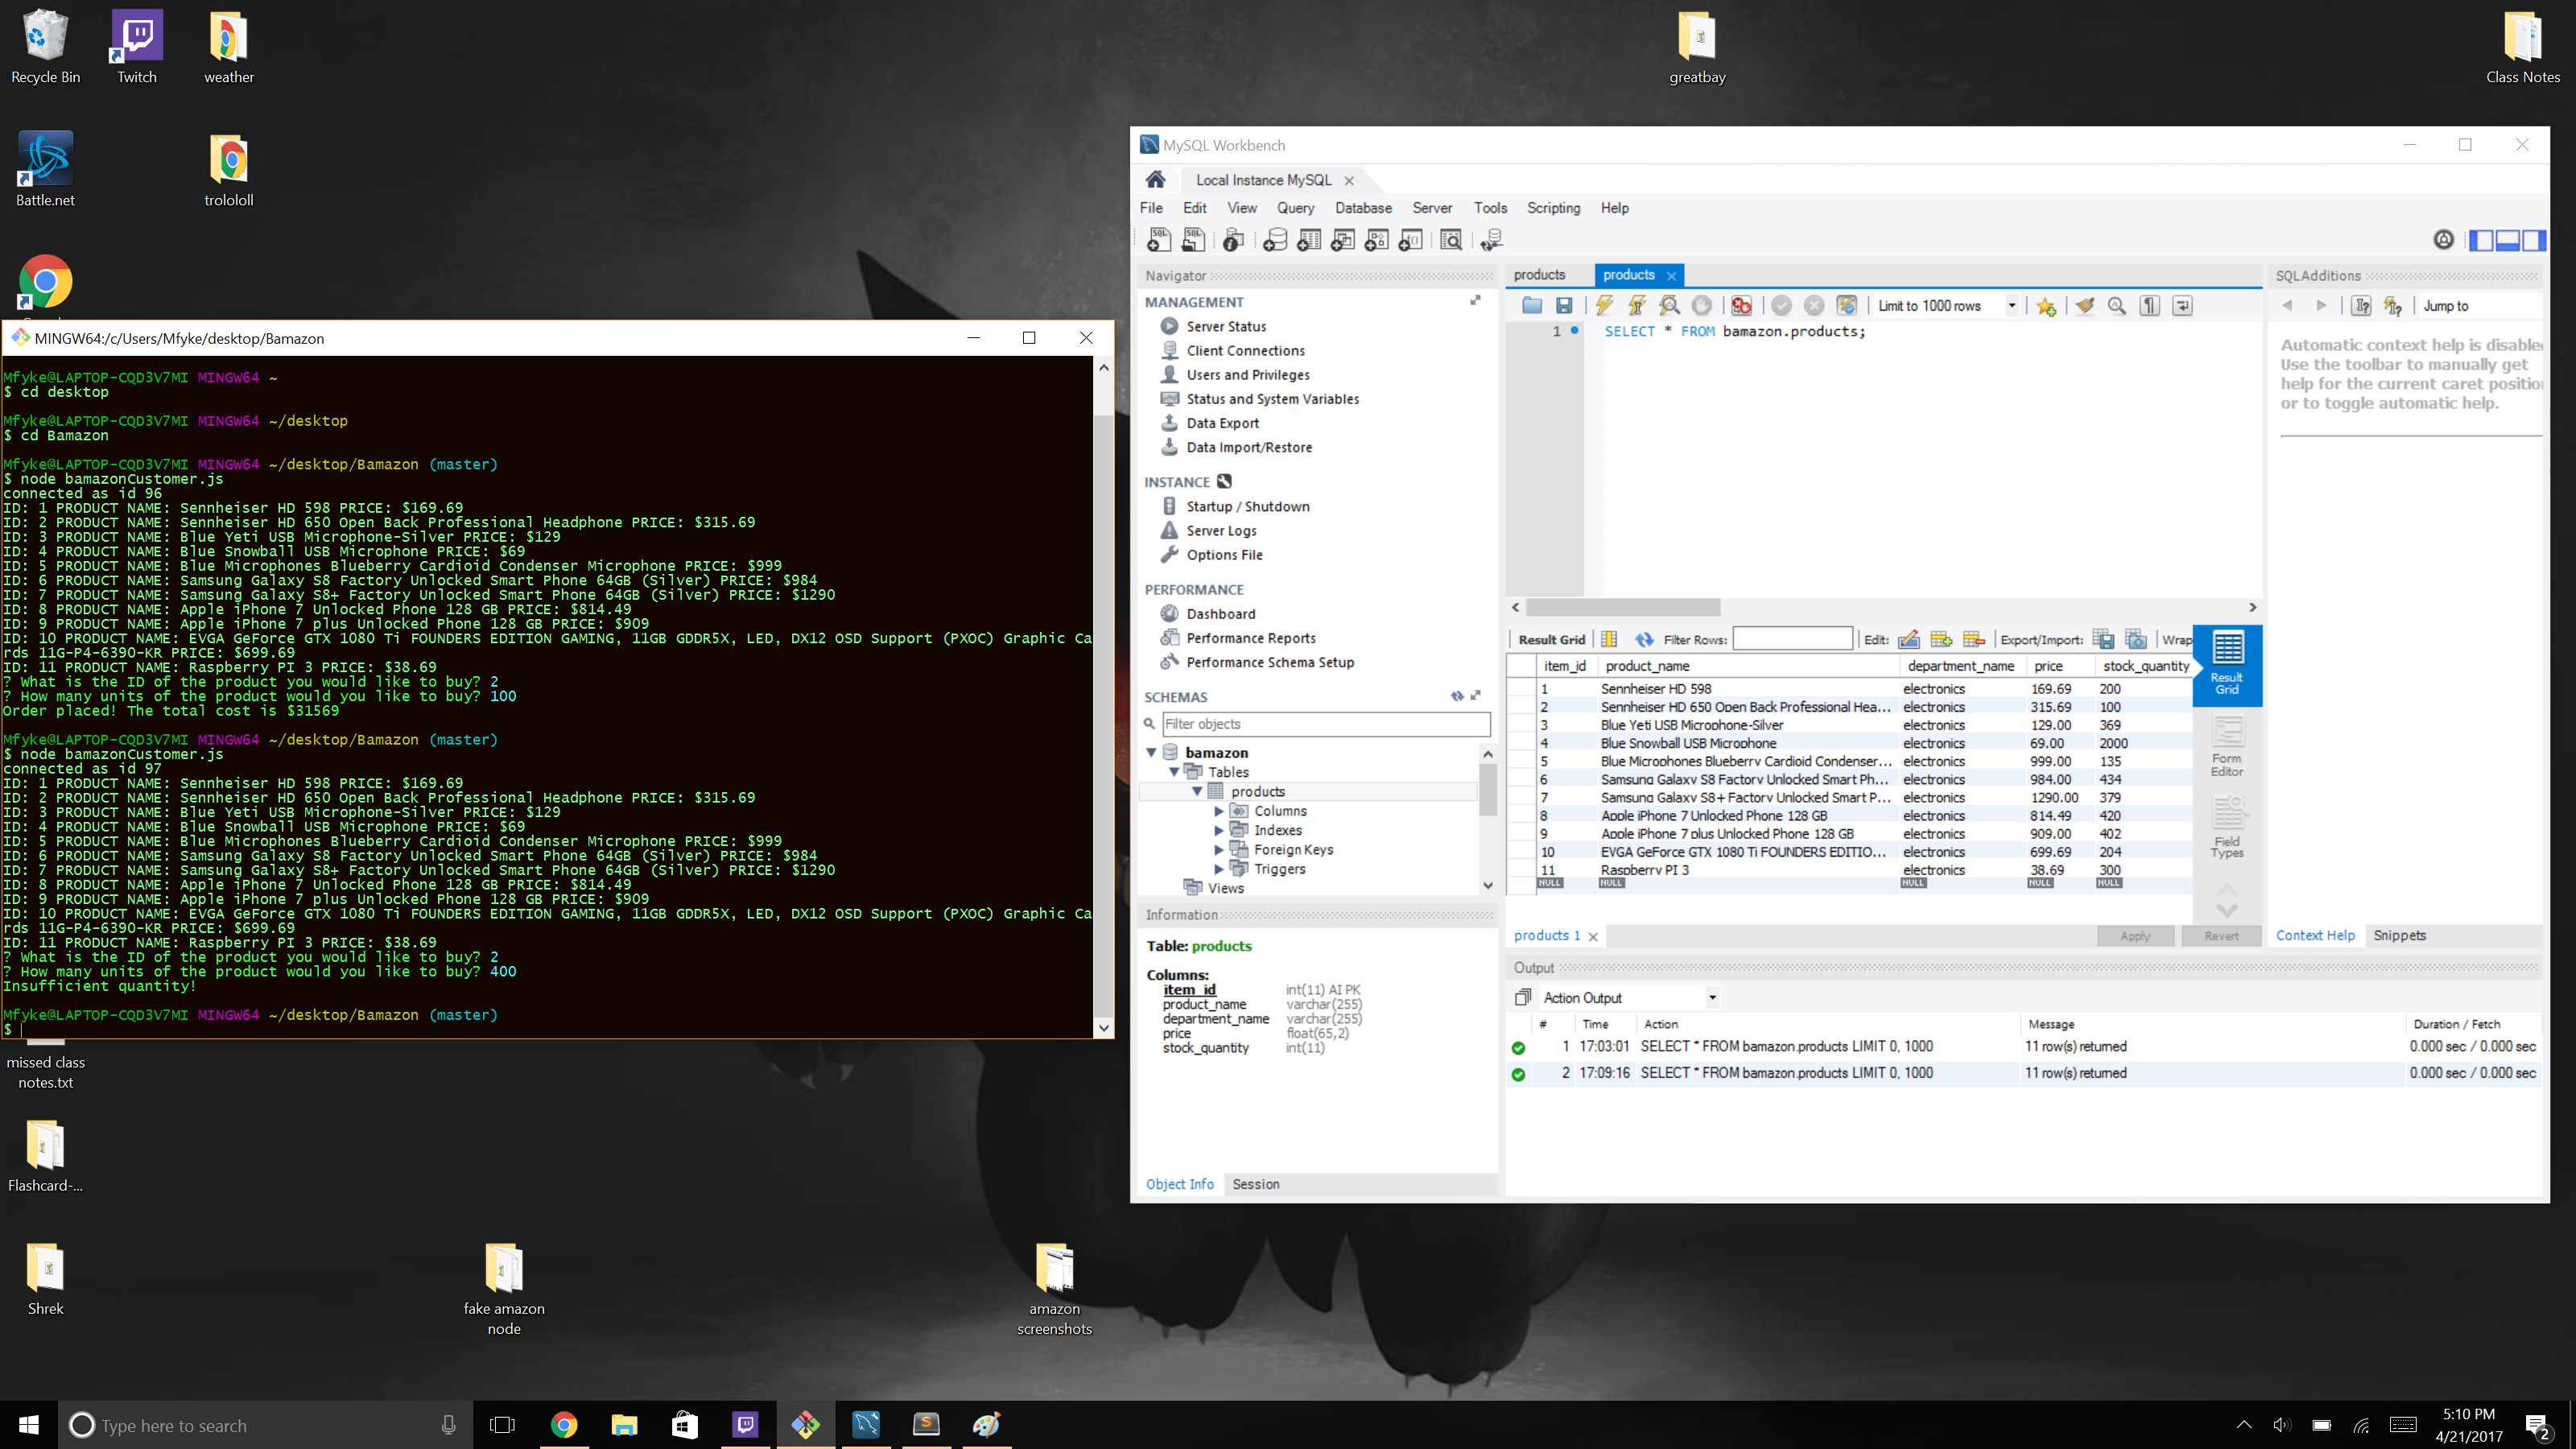 Recycle Bin
Twitch
weather
greatbay
Class Notes
Battle.net
trolololl
MINGW64:/c/Users/Mfyke/desktop/Bamazon
Mfyke@LAPTOP-CQD3V7MI MINGW64 ~
$ cd desktop
Mfyke@LAPTOP-CQD3V7MI MINGW64 ~/desktop
$ cd Bamazon
Mfyke@LAPTOP-CQD3V7MI MINGW64 ~/desktop/Bamazon (master)
$ node bamazonCustomer.js
connected as id 96
ID: 1 PRODUCT NAME: Sennheiser HD 598 PRICE: $169.69
ID: 2 PRODUCT NAME: Sennheiser HD 650 Open Back Professional Headphone PRICE: $315.69
ID: 3 PRODUCT NAME: Blue Yeti USB Microphone-Silver PRICE: $129
ID: 4 PRODUCT NAME: Blue Snowball USB Microphone PRICE: $69
ID: 5 PRODUCT NAME: Blue Microphones Blueberry Cardioid Condenser Microphone PRICE: $999
ID: 6 PRODUCT NAME: Samsung Galaxy S8 Factory Unlocked Smart Phone 64GB (Silver) PRICE: $984
ID: 7 PRODUCT NAME: Samsung Galaxy S8+ Factory Unlocked Smart Phone 64GB (Silver) PRICE: $1290
ID: 8 PRODUCT NAME: Apple iPhone 7 Unlocked Phone 128 GB PRICE: $814.49
ID: 9 PRODUCT NAME: Apple iPhone 7 plus Unlocked Phone 128 GB PRICE: $909
ID: 10 PRODUCT NAME: EVGA GeForce GTX 1080 Ti FOUNDERS EDITION GAMING, 11GB GDDR5X, LED, DX12 OSD Support (PXOC) Graphic Ca
rds 11G-P4-6390-KR PRICE: $699.69
ID: 11 PRODUCT NAME: Raspberry PI 3 PRICE: $38.69
? What is the ID of the product you would like to buy? 2
? How many units of the product would you like to buy? 100
Order placed! The total cost is $31569
Mfyke@LAPTOP-CQD3V7MI MINGW64 ~/desktop/Bamazon (master)
$ node bamazonCustomer.js
connected as id 97
ID: 1 PRODUCT NAME: Sennheiser HD 598 PRICE: $169.69
ID: 2 PRODUCT NAME: Sennheiser HD 650 Open Back Professional Headphone PRICE: $315.69
ID: 3 PRODUCT NAME: Blue Yeti USB Microphone-Silver PRICE: $129
ID: 4 PRODUCT NAME: Blue Snowball USB Microphone PRICE: $69
ID: 5 PRODUCT NAME: Blue Microphones Blueberry Cardioid Condenser Microphone PRICE: $999
ID: 6 PRODUCT NAME: Samsung Galaxy S8 Factory Unlocked Smart Phone 64GB (Silver) PRICE: $984
ID: 7 PRODUCT NAME: Samsung Galaxy S8+ Factory Unlocked Smart Phone 64GB (Silver) PRICE: $1290
ID: 8 PRODUCT NAME: Apple iPhone 7 Unlocked Phone 128 GB PRICE: $814.49
ID: 9 PRODUCT NAME: Apple iPhone 7 plus Unlocked Phone 128 GB PRICE: $909
ID: 10 PRODUCT NAME: EVGA GeForce GTX 1080 Ti FOUNDERS EDITION GAMING, 11GB GDDR5X, LED, DX12 OSD Support (PXOC) Graphic Ca
rds 11G-P4-6390-KR PRICE: $699.69
ID: 11 PRODUCT NAME: Raspberry PI 3 PRICE: $38.69
? What is the ID of the product you would like to buy? 2
? How many units of the product would you like to buy? 400
Insufficient quantity!
Mfyke@LAPTOP-CQD3V7MI MINGW64 ~/desktop/Bamazon (master)
$
MySQL Workbench
Local Instance MySQL
File Edit View Query Database Server Tools Scripting Help
Navigator
MANAGEMENT
Server Status
Client Connections
Users and Privileges
Status and System Variables
Data Export
Data Import/Restore
INSTANCE
Startup / Shutdown
Server Logs
Options File
PERFORMANCE
Dashboard
Performance Reports
Performance Schema Setup
SCHEMAS
Filter objects
bamazon
Tables
products
Columns
Indexes
Foreign Keys
Triggers
Views
Information
Table: products
Columns:
item_id int(11) AI PK
product_name varchar(255)
department_name varchar(255)
price float(65,2)
stock_quantity int(11)
Object Info Session
products products
Limit to 1000 rows
1 SELECT * FROM bamazon.products;
Result Grid Filter Rows: Edit: Export/Import: Wrap
item_id product_name department_name price stock_quantity
1 Sennheiser HD 598 electronics 169.69 200
2 Sennheiser HD 650 Open Back Professional Hea... electronics 315.69 100
3 Blue Yeti USB Microphone-Silver electronics 129.00 369
4 Blue Snowball USB Microphone electronics 69.00 2000
5 Blue Microphones Blueberry Cardioid Condenser... electronics 999.00 135
6 Samsung Galaxy S8 Factory Unlocked Smart Ph... electronics 984.00 434
7 Samsung Galaxy S8+ Factory Unlocked Smart P... electronics 1290.00 379
8 Apple iPhone 7 Unlocked Phone 128 GB electronics 814.49 420
9 Apple iPhone 7 plus Unlocked Phone 128 GB electronics 909.00 402
10 EVGA GeForce GTX 1080 Ti FOUNDERS EDITIO... electronics 699.69 204
11 Raspberry PI 3 electronics 38.69 300
NULL NULL NULL NULL NULL
Result
Grid
Form
Editor
Field
Types
products 1 Apply Revert
SQLAdditions
Jump to
Automatic context help is disable
Use the toolbar to manually get
help for the current caret position
or to toggle automatic help.
Context Help Snippets
Output
Action Output
# Time Action Message Duration / Fetch
1 17:03:01 SELECT * FROM bamazon.products LIMIT 0, 1000 11 row(s) returned 0.000 sec / 0.000 sec
2 17:09:16 SELECT * FROM bamazon.products LIMIT 0, 1000 11 row(s) returned 0.000 sec / 0.000 sec
missed class
notes.txt
Flashcard-...
Shrek
fake amazon
node
amazon
screenshots
Type here to search
5:10 PM
4/21/2017
2